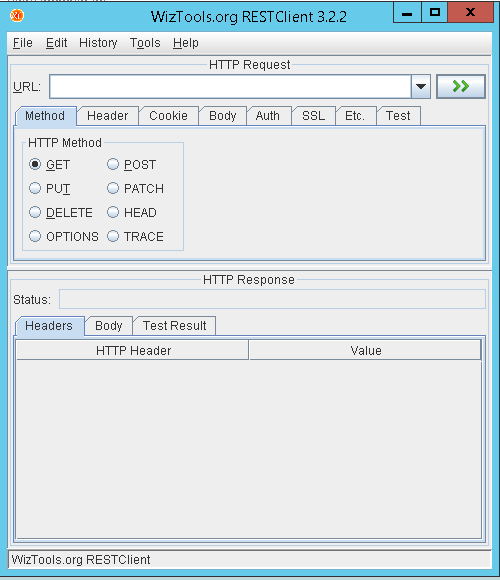 WizTools.org RESTClient 3.2.2
File Edit History Tools Help
HTTP Request
URL:
Method Header Cookie Body Auth SSL Etc. Test
HTTP Method
GET POST
PUT PATCH
DELETE HEAD
OPTIONS TRACE
HTTP Response
Status:
Headers Body Test Result
HTTP Header Value
WizTools.org RESTClient